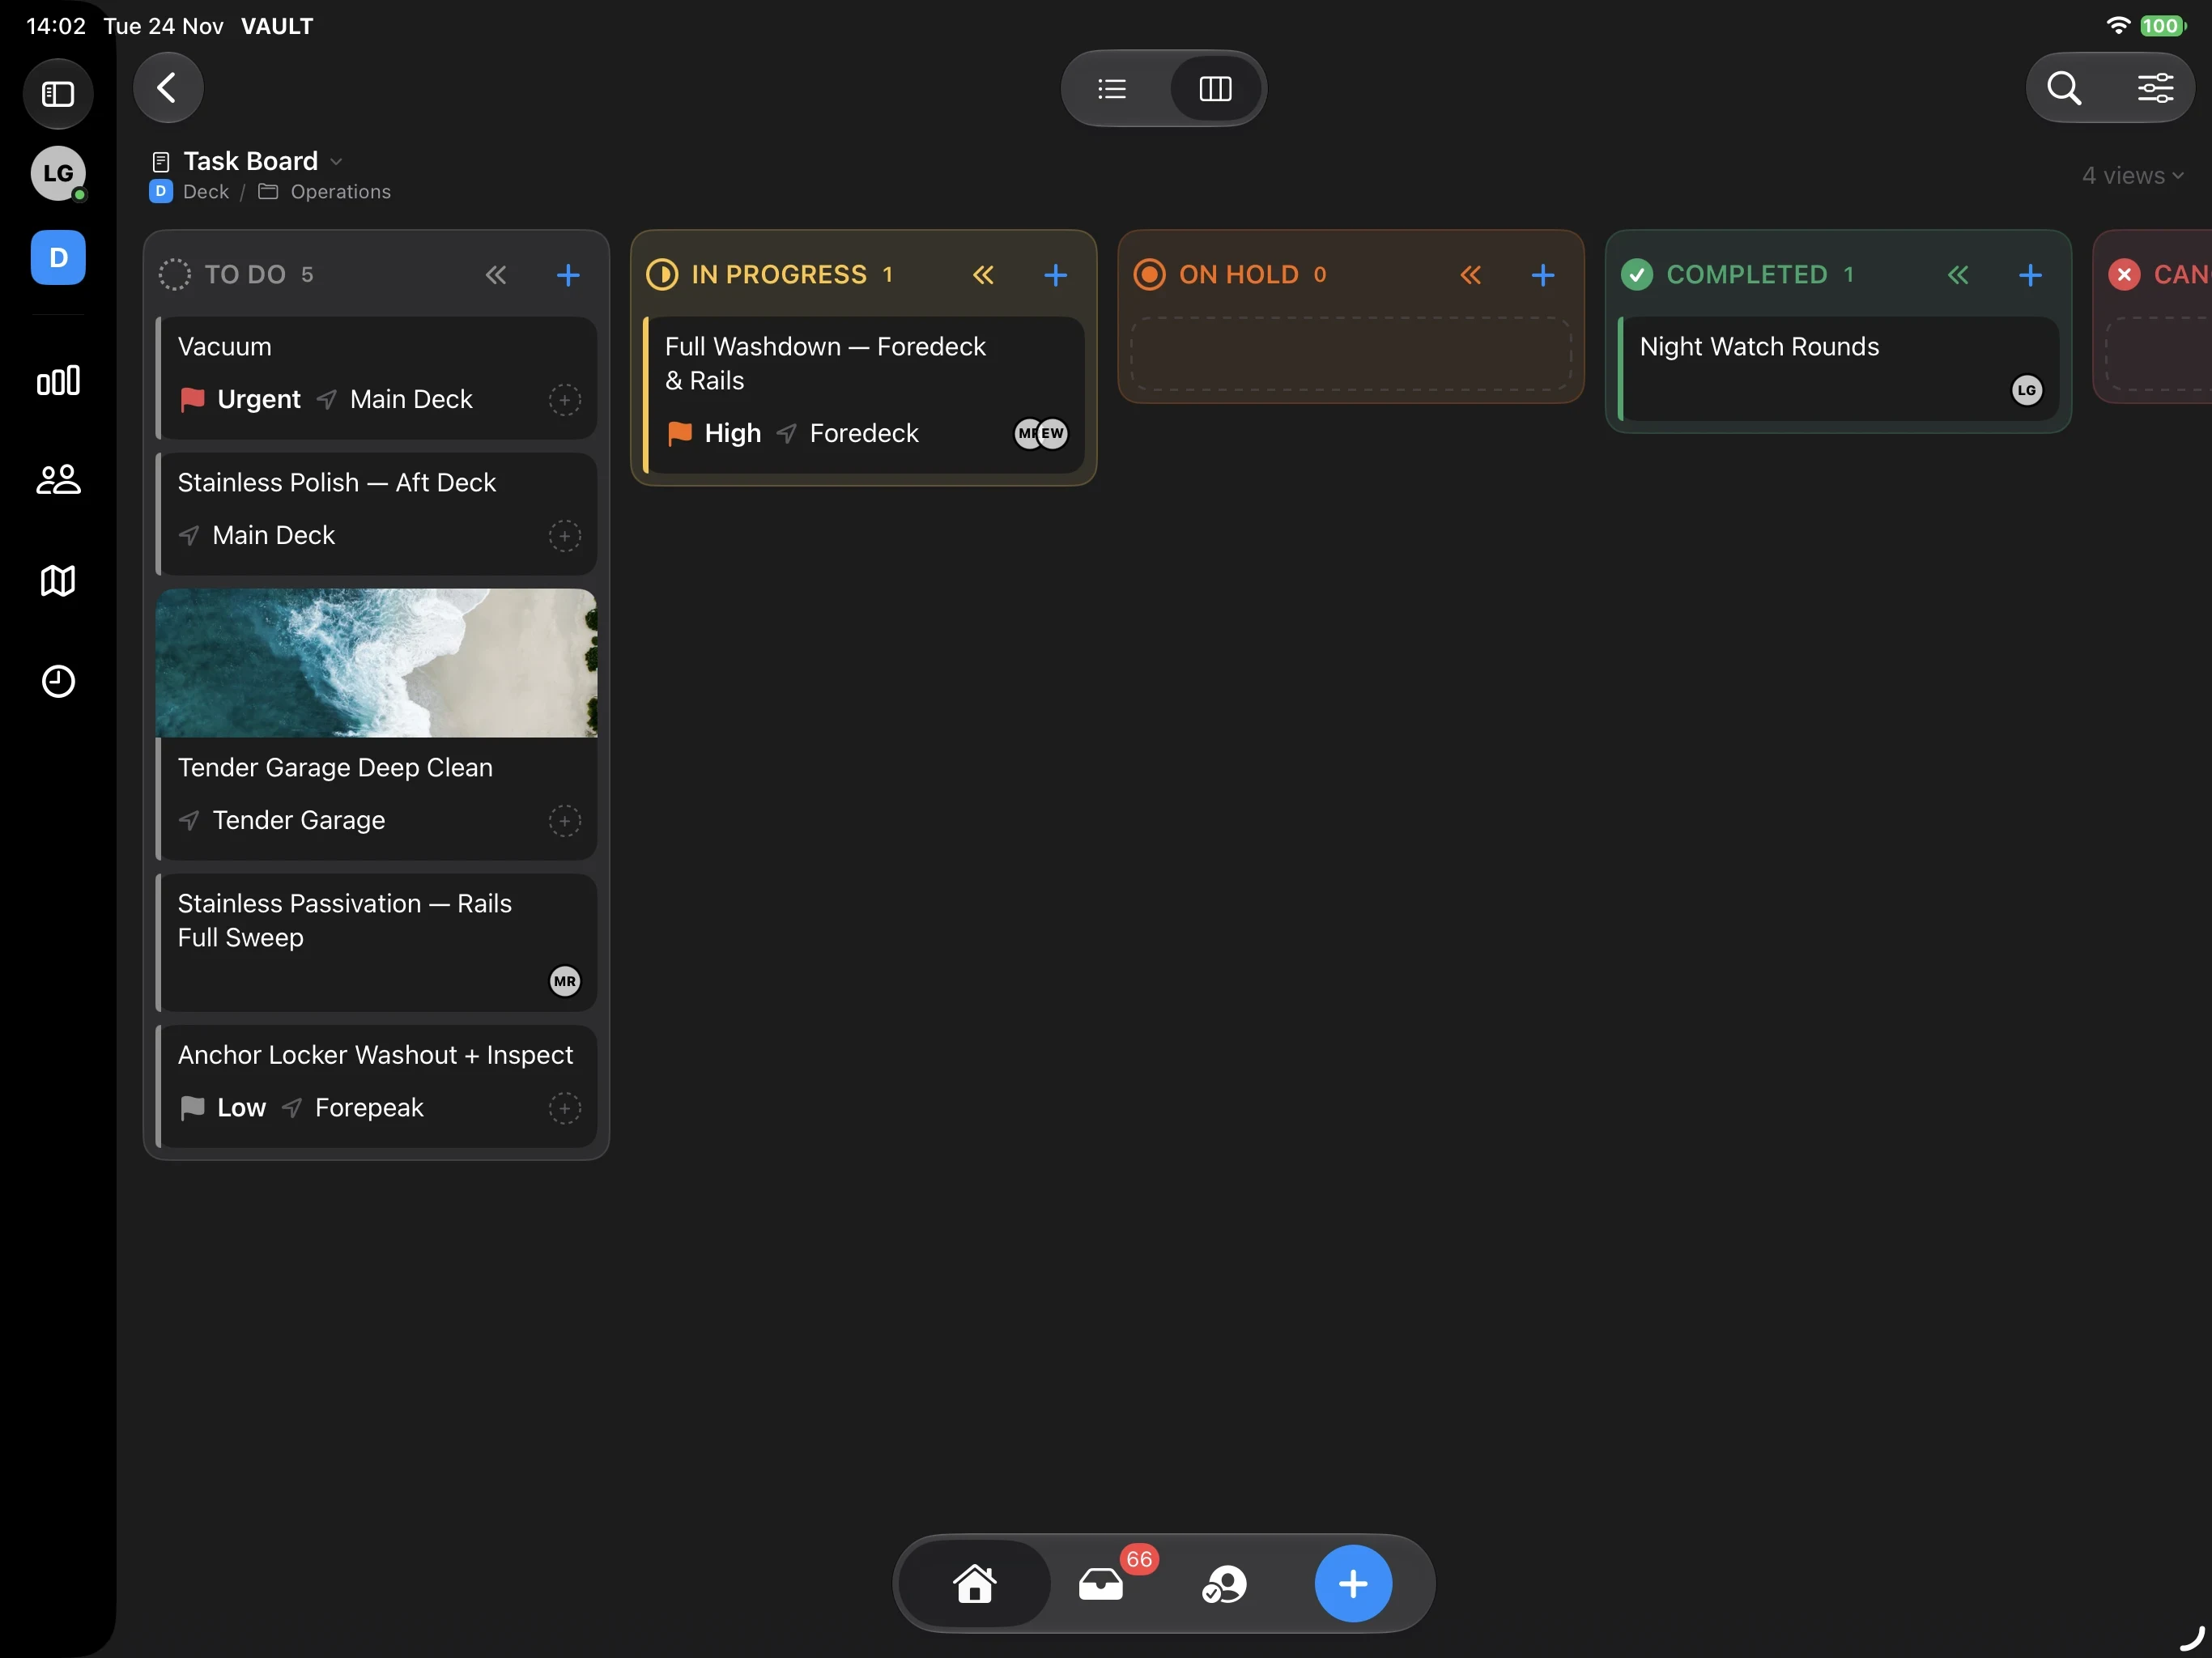 14:02 Tue 24 Nov VAULT
100
LG
D
Task Board
D Deck / Operations
4 views
TO DO 5
Vacuum
Urgent Main Deck
Stainless Polish — Aft Deck
Main Deck
Tender Garage Deep Clean
Tender Garage
Stainless Passivation — Rails
Full Sweep
MR
Anchor Locker Washout + Inspect
Low Forepeak
IN PROGRESS 1
Full Washdown — Foredeck
& Rails
High Foredeck
EW
ON HOLD 0
COMPLETED 1
Night Watch Rounds
LG
CAN
66